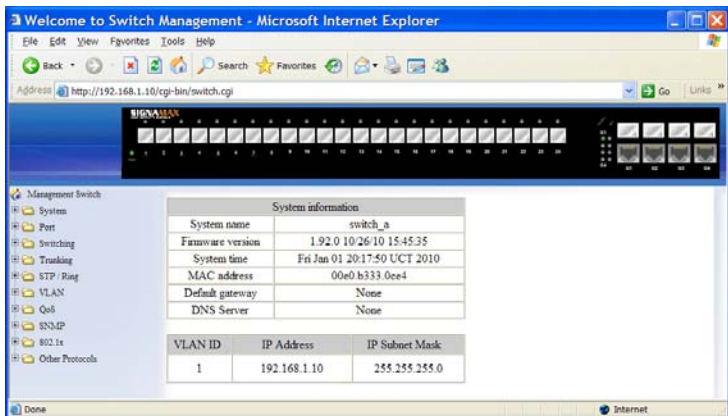 Welcome to Switch Management - Microsoft Internet Explorer
File Edit View Favorites Tools Help
Back Search Favorites
Address http://192.168.1.10/cgi-bin/switch.cgi Go Links »
SIGNAMAX
Management Switch
System
Port
Switching
Trunking
STP / Ring
VLAN
QoS
SNMP
802.1x
Other Protocols
System information
System name switch_a
Firmware version 1.92.0 10/26/10 15:45:35
System time Fri Jan 01 20:17:50 UCT 2010
MAC address 00e0.b333.0ce4
Default gateway None
DNS Server None
VLAN ID IP Address IP Subnet Mask
1 192.168.1.10 255.255.255.0
Done Internet